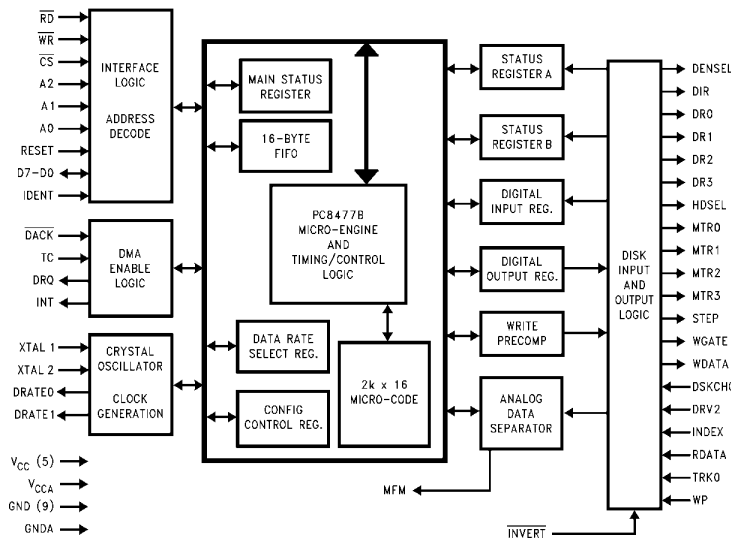 RD
WR
CS
A2
A1
A0
RESET
D7-D0
IDENT
INTERFACE
LOGIC
ADDRESS
DECODE
DACK
TC
DRQ
INT
DMA
ENABLE
LOGIC
XTAL 1
XTAL 2
DRATE0
DRATE1
CRYSTAL
OSCILLATOR
CLOCK
GENERATION
VCC (5)
VCCA
GND (9)
GNDA
MAIN STATUS
REGISTER
16-BYTE
FIFO
PC8477B
MICRO-ENGINE
AND
TIMING/CONTROL
LOGIC
DATA RATE
SELECT REG.
CONFIG
CONTROL REG.
2k x 16
MICRO-CODE
STATUS
REGISTER A
STATUS
REGISTER B
DIGITAL
INPUT REG.
DIGITAL
OUTPUT REG.
WRITE
PRECOMP
ANALOG
DATA
SEPARATOR
MFM
DISK
INPUT
AND
OUTPUT
LOGIC
INVERT
DENSEL
DIR
DR0
DR1
DR2
DR3
HDSEL
MTR0
MTR1
MTR2
MTR3
STEP
WGATE
WDATA
DSKCHG
DRV2
INDEX
RDATA
TRK0
WP